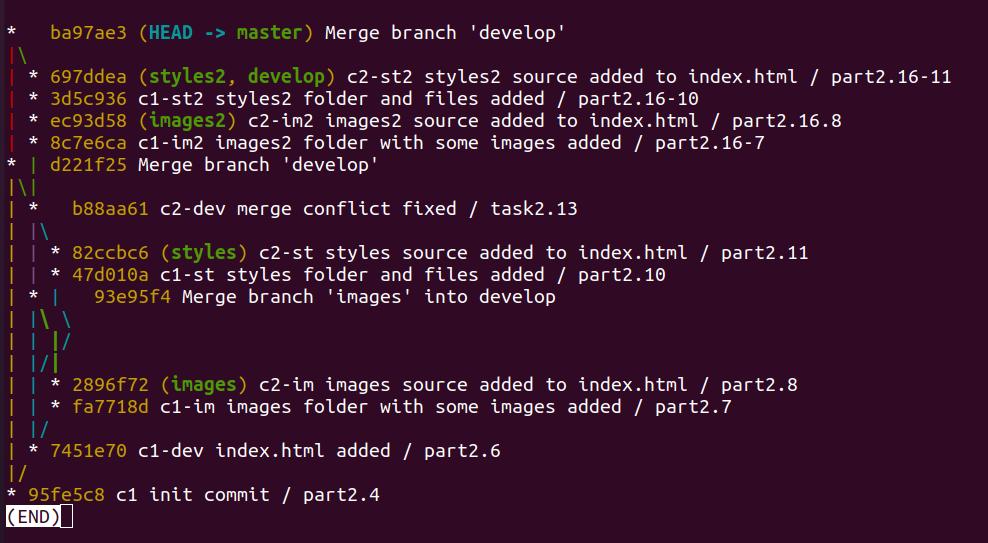 *   ba97ae3 (HEAD -> master) Merge branch 'develop'
|\
| * 697ddea (styles2, develop) c2-st2 styles2 source added to index.html / part2.16-11
| * 3d5c936 c1-st2 styles2 folder and files added / part2.16-10
| * ec93d58 (images2) c2-im2 images2 source added to index.html / part2.16.8
| * 8c7e6ca c1-im2 images2 folder with some images added / part2.16-7
* | d221f25 Merge branch 'develop'
|\|
| *   b88aa61 c2-dev merge conflict fixed / task2.13
| |\
| | * 82ccbc6 (styles) c2-st styles source added to index.html / part2.11
| | * 47d010a c1-st styles folder and files added / part2.10
| * |   93e95f4 Merge branch 'images' into develop
| |\ \
| | |/
| |/|
| | * 2896f72 (images) c2-im images source added to index.html / part2.8
| | * fa7718d c1-im images folder with some images added / part2.7
| |/
| * 7451e70 c1-dev index.html added / part2.6
|/
* 95fe5c8 c1 init commit / part2.4
(END)